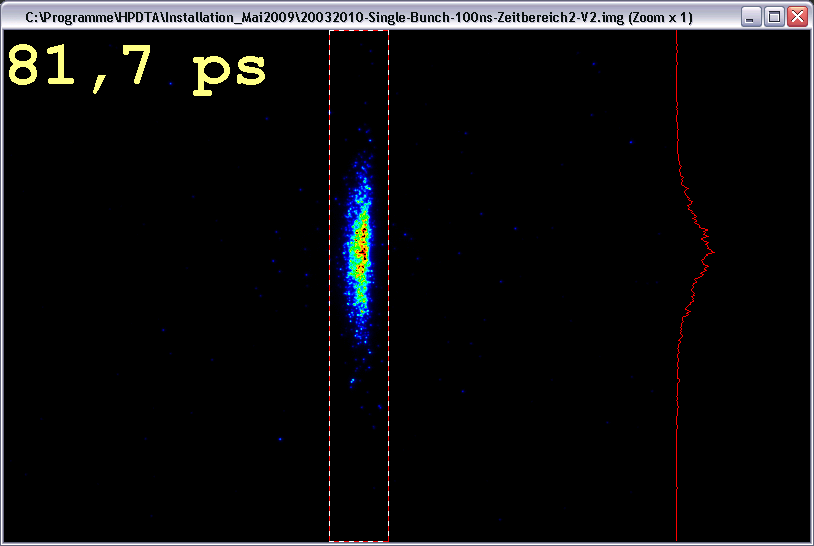 C:\Programme\HPDTA\Installation_Mai2009\20032010-Single-Bunch-100ns-Zeitbereich2-V2.img (Zoom x 1)
81,7 ps